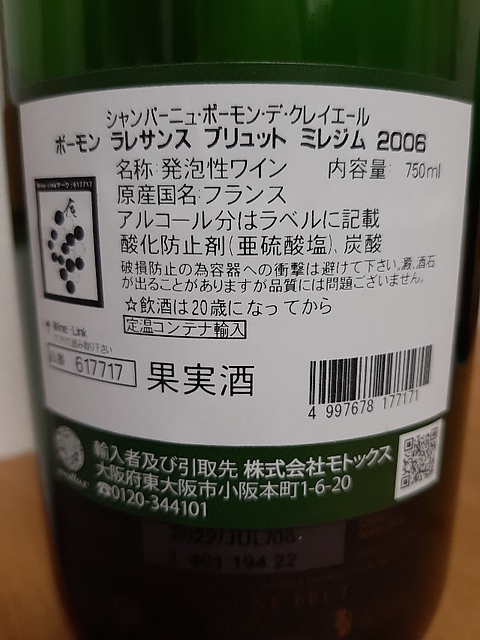 シャンパーニュ・ボーモン・デ・クレイエール
ボーモン ラレサンス ブリュット ミレジム 2006
名称:発泡性ワイン 内容量 750ml
原産国名:フランス
アルコール分はラベルに記載
酸化防止剤(亜硫酸塩)、炭酸
破損防止の為容器への衝撃は避けて下さい。澱、酒石
が出ることがありますが品質には問題ございません。
☆飲酒は20歳になってから
定温コンテナ輸入
Wine-Link
617717
果実酒
4 997678 177171
輸入者及び引取先 株式会社モトックス
大阪府東大阪市小阪本町1-6-20
☎0120-344101
2022/JUL/08